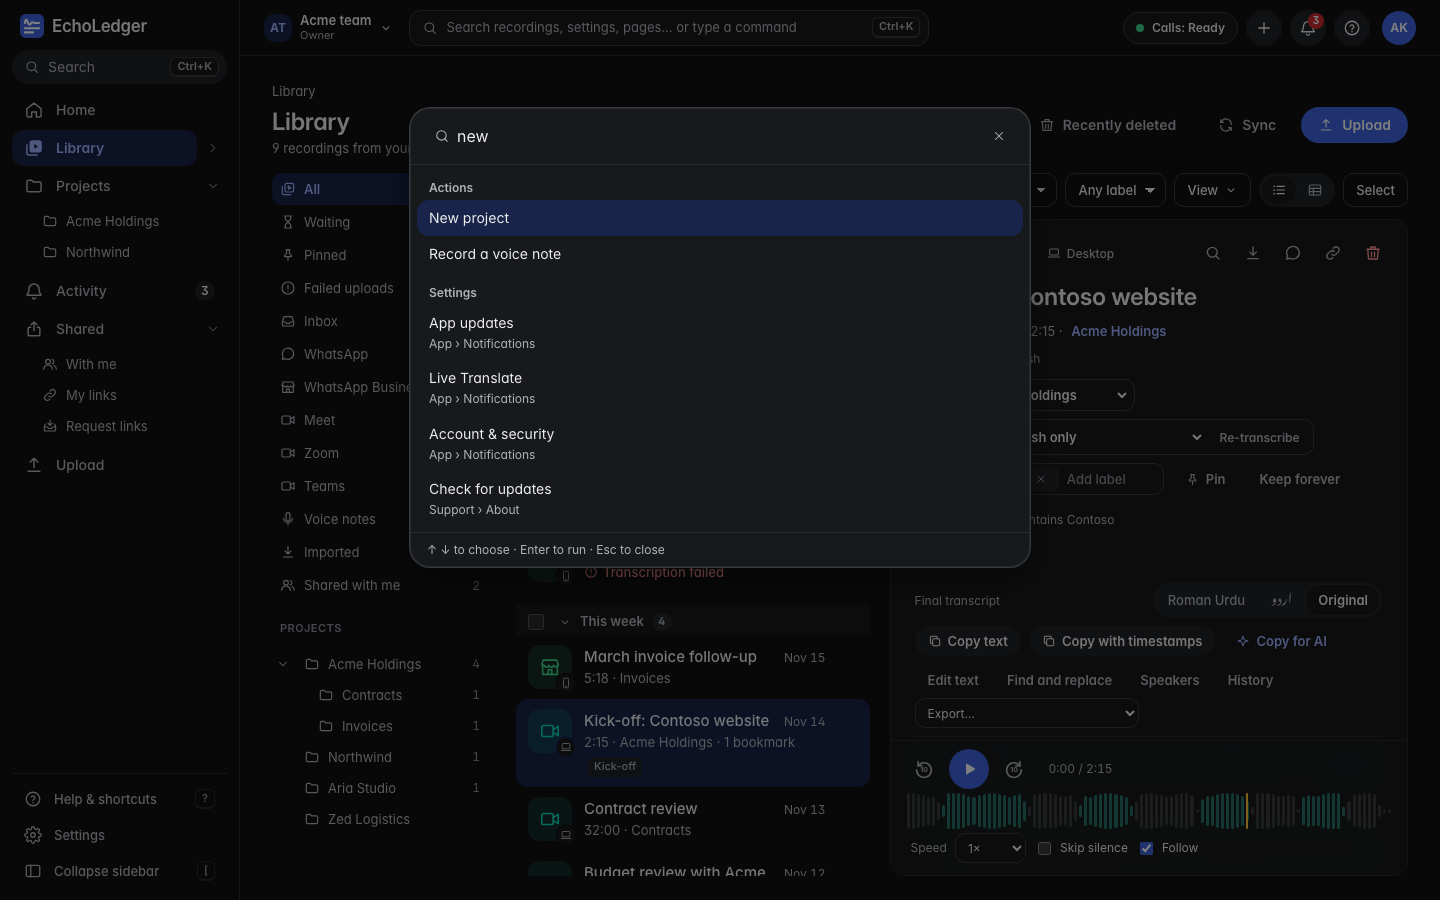 EchoLedger
Search Ctrl+K
Home
Library
Projects
Acme Holdings
Northwind
Activity 3
Shared
With me
My links
Request links
Upload
Help & shortcuts ?
Settings
Collapse sidebar [
AT Acme team
Owner
Search recordings, settings, pages... or type a command Ctrl+K
Calls: Ready
3
AK
Library
Library
9 recordings from you
Recently deleted
Sync
Upload
All
Waiting
Pinned
Failed uploads
Inbox
WhatsApp
WhatsApp Busine
Meet
Zoom
Teams
Voice notes
Imported
Shared with me 2
PROJECTS
Acme Holdings 4
Contracts 1
Invoices 1
Northwind 1
Aria Studio 1
Zed Logistics
Any label
View
Select
new
Actions
New project
Record a voice note
Settings
App updates
App › Notifications
Live Translate
App › Notifications
Account & security
App › Notifications
Check for updates
Support › About
↑ ↓ to choose · Enter to run · Esc to close
Transcription failed
This week 4
March invoice follow-up Nov 15
5:18 · Invoices
Kick-off: Contoso website Nov 14
2:15 · Acme Holdings · 1 bookmark
Kick-off
Contract review Nov 13
32:00 · Contracts
Budget review with Acme Nov 12
Desktop
ontoso website
2:15 · Acme Holdings
sh
oldings
sh only Re-transcribe
× Add label Pin Keep forever
ntains Contoso
Final transcript Roman Urdu اردو Original
Copy text Copy with timestamps Copy for AI
Edit text Find and replace Speakers History
Export...
10 10 0:00 / 2:15
Speed 1× Skip silence Follow